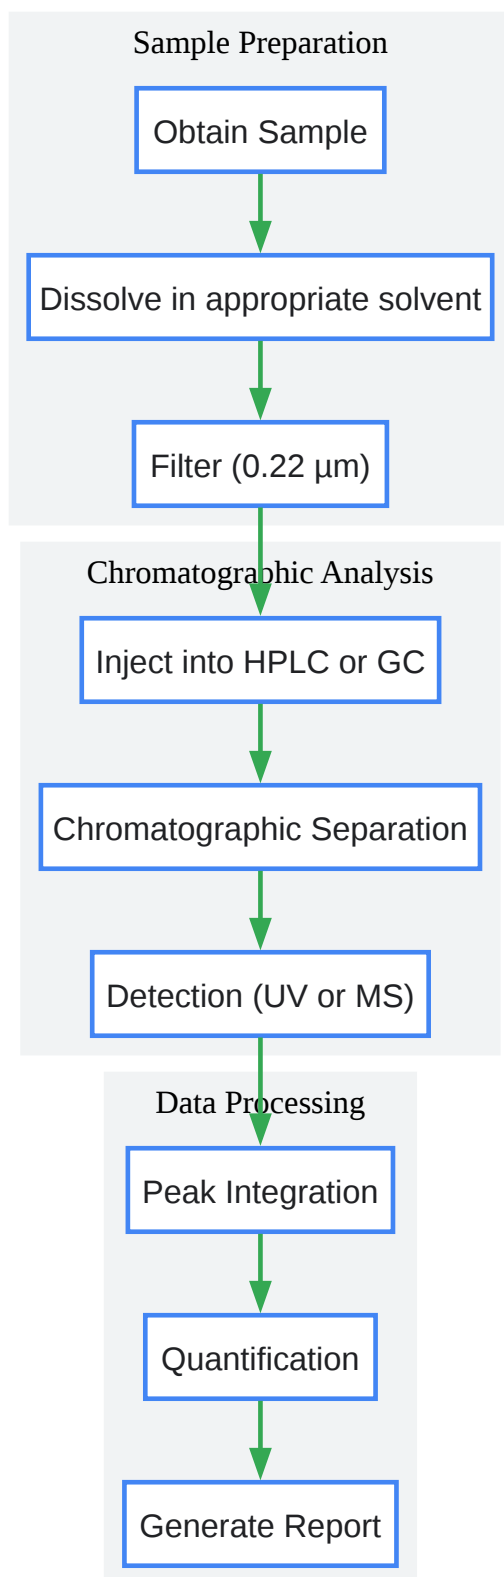 Sample Preparation
Obtain Sample
Dissolve in appropriate solvent
Filter (0.22 µm)
Chromatographic Analysis
Inject into HPLC or GC
Chromatographic Separation
Detection (UV or MS)
Data Processing
Peak Integration
Quantification
Generate Report